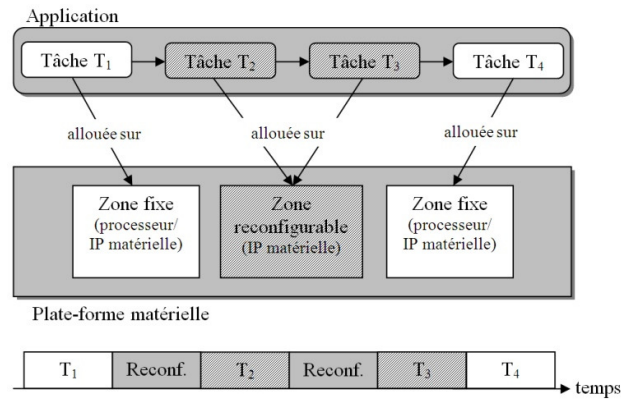 Application
Tâche T1
Tâche T2
Tâche T3
Tâche T4
allouée sur
allouée sur
allouée sur
Zone fixe
(processeur/
IP matérielle)
Zone
reconfigurable
(IP matérielle)
Zone fixe
(processeur/
IP matérielle)
Plate-forme matérielle
T1
Reconf.
T2
Reconf.
T3
T4
temps